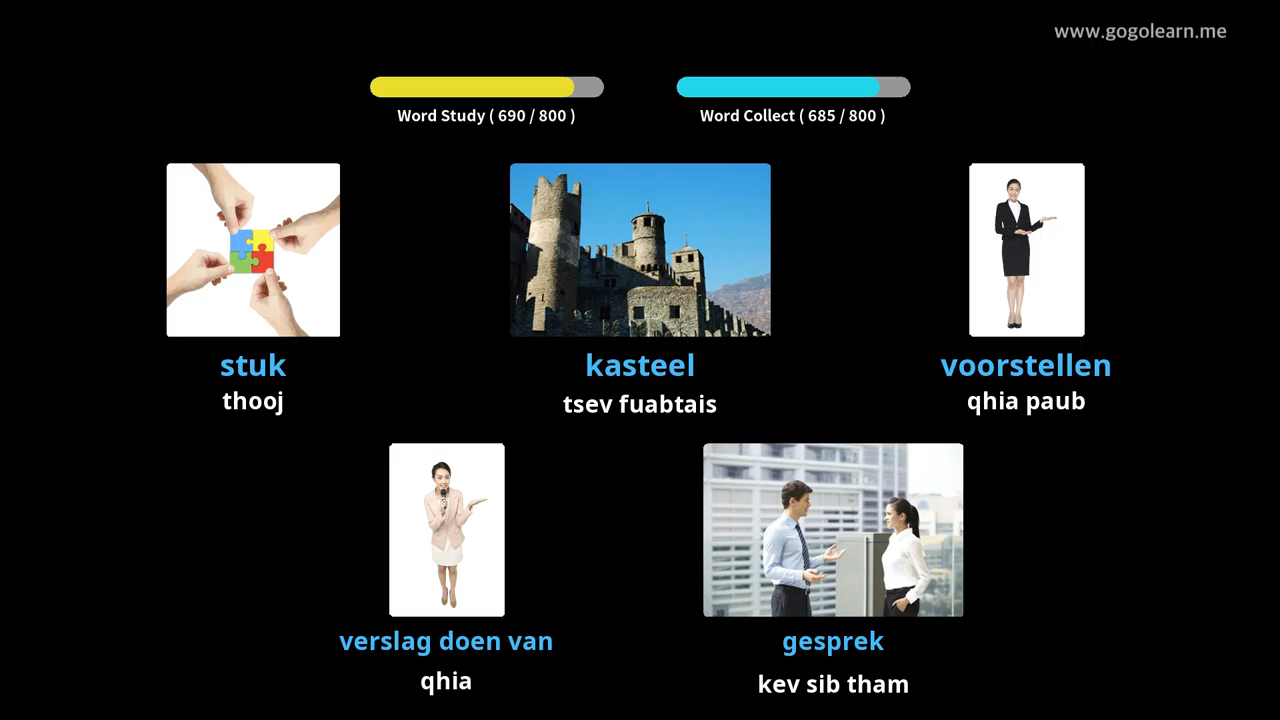 www.gogolearn.me
Word Study ( 690 / 800 )
Word Collect ( 685 / 800 )
stuk
thooj
kasteel
tsev fuabtais
voorstellen
qhia paub
verslag doen van
qhia
gesprek
kev sib tham